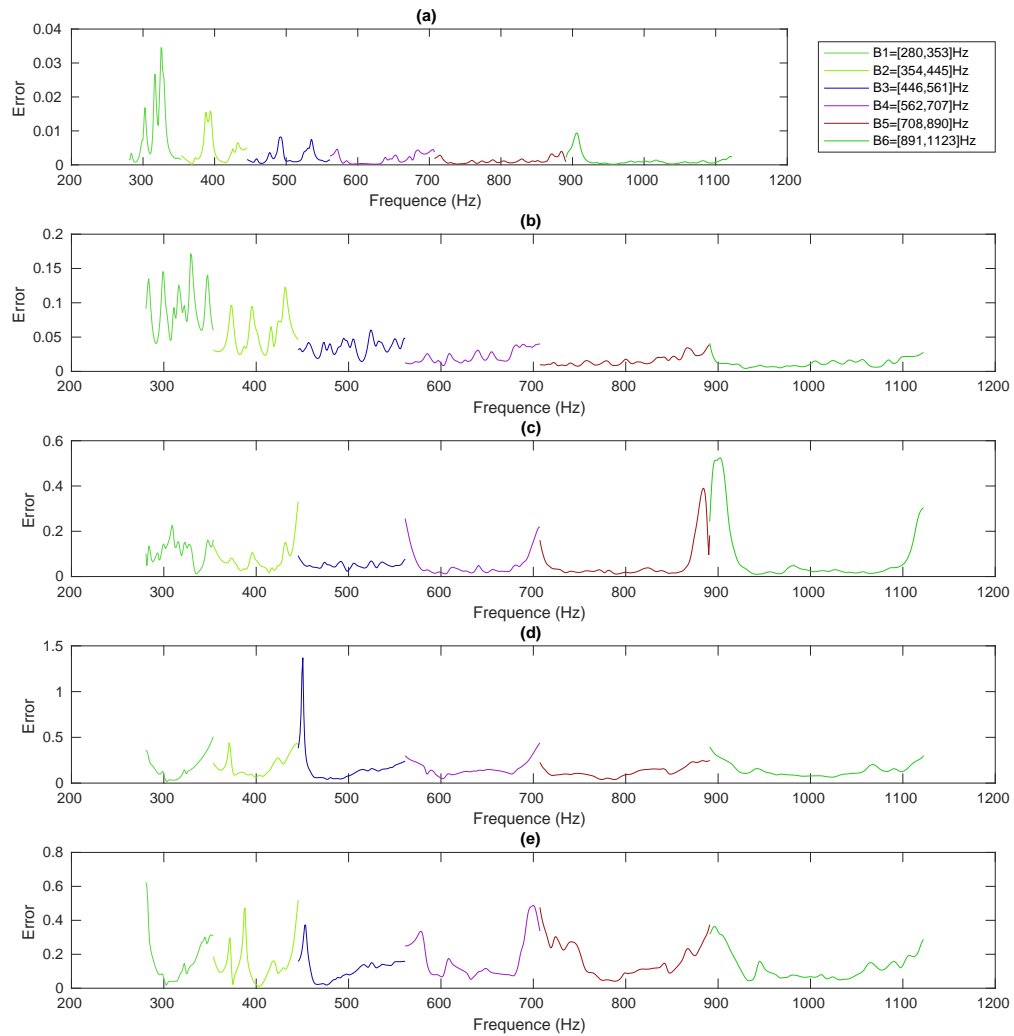 (a)
0.04
0.03
0.02
0.01
0
Error
200 300 400 500 600 700 800 900 1000 1100 1200
Frequence (Hz)
B1=[280,353]Hz
B2=[354,445]Hz
B3=[446,561]Hz
B4=[562,707]Hz
B5=[708,890]Hz
B6=[891,1123]Hz
(b)
0.2
0.15
0.1
0.05
0
Error
200 300 400 500 600 700 800 900 1000 1100 1200
Frequence (Hz)
(c)
0.6
0.4
0.2
0
Error
200 300 400 500 600 700 800 900 1000 1100 1200
Frequence (Hz)
(d)
1.5
1
0.5
0
Error
200 300 400 500 600 700 800 900 1000 1100 1200
Frequence (Hz)
(e)
0.8
0.6
0.4
0.2
0
Error
200 300 400 500 600 700 800 900 1000 1100 1200
Frequence (Hz)